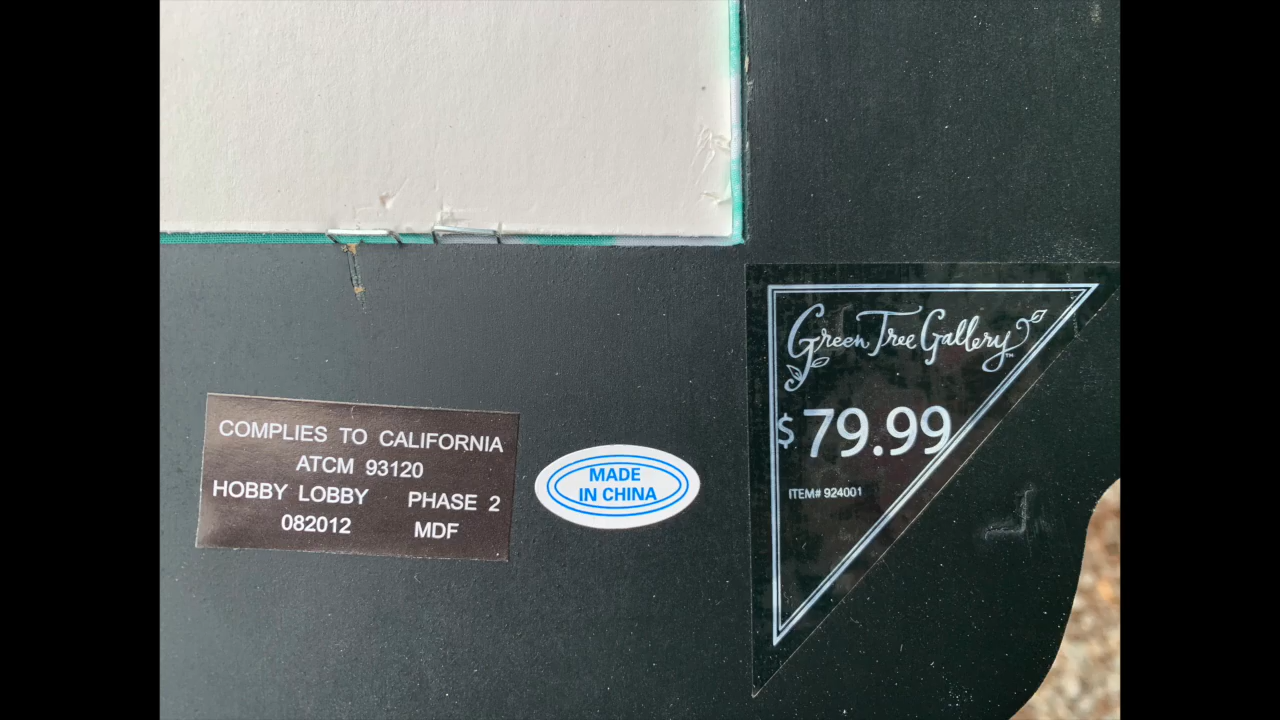 COMPLIES TO CALIFORNIA
ATCM 93120
HOBBY LOBBY PHASE 2
082012 MDF
MADE
IN CHINA
Green Tree Gallery™
$79.99
ITEM# 924001